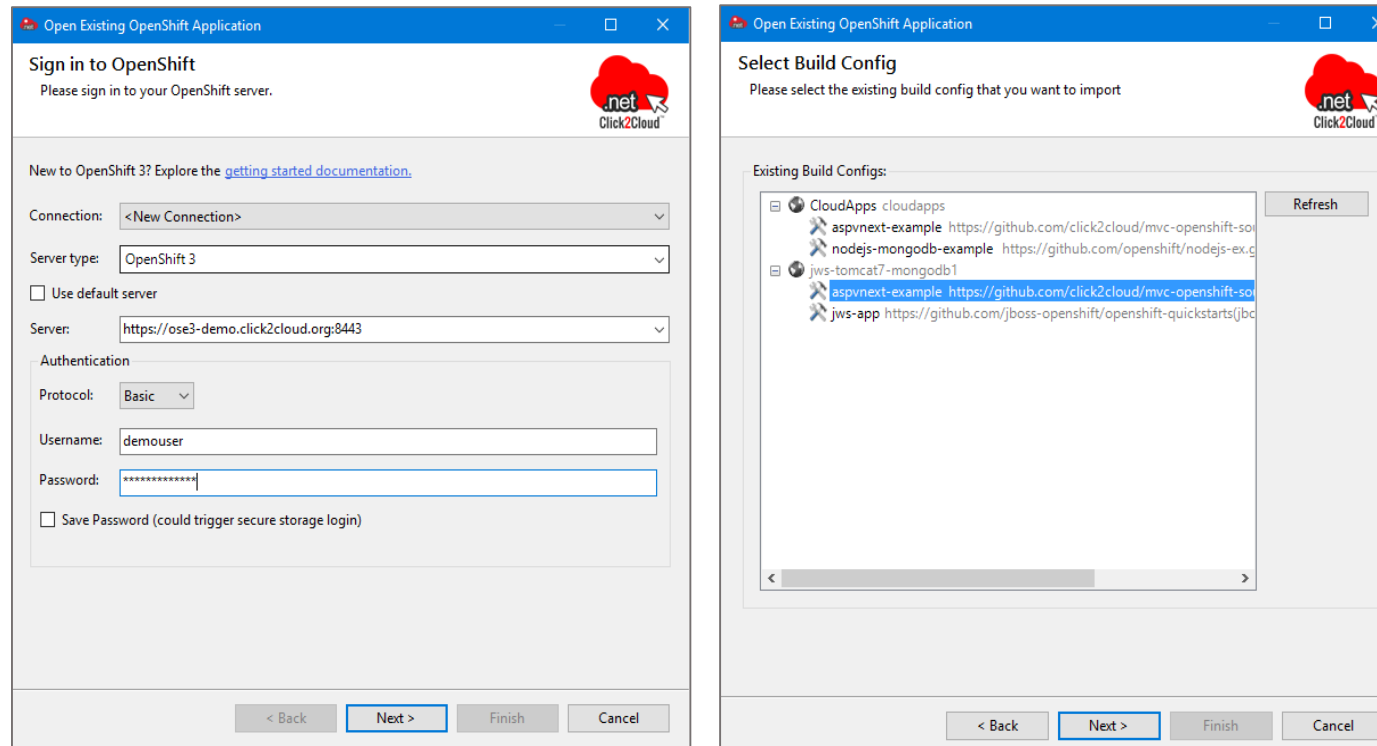 Open Existing OpenShift Application
Sign in to OpenShift
Please sign in to your OpenShift server.
.net
Click2Cloud™
New to OpenShift 3? Explore the getting started documentation.
Connection: <New Connection>
Server type: OpenShift 3
Use default server
Server: https://ose3-demo.click2cloud.org:8443
Authentication
Protocol: Basic
Username: demouser
Password: *************
Save Password (could trigger secure storage login)
< Back Next > Finish Cancel
Open Existing OpenShift Application
Select Build Config
Please select the existing build config that you want to import
.net
Click2Cloud
Existing Build Configs:
CloudApps cloudapps
Refresh
aspvnext-example https://github.com/click2cloud/mvc-openshift-sou
nodejs-mongodb-example https://github.com/openshift/nodejs-ex.g
jws-tomcat7-mongodb1
aspvnext-example https://github.com/click2cloud/mvc-openshift-sou
jws-app https://github.com/jboss-openshift/openshift-quickstarts(jbc
< Back Next > Finish Cancel